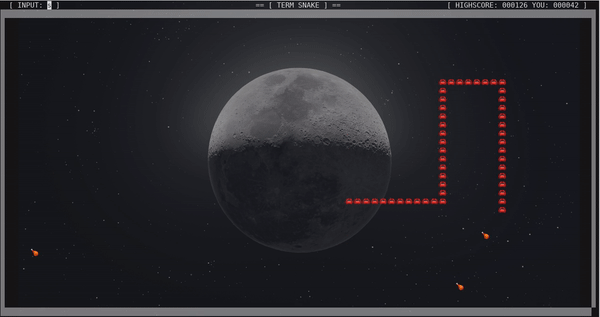 [ INPUT: s ] == [ TERM SNAKE ] == [ HIGHSCORE: 000126 YOU: 000042 ]